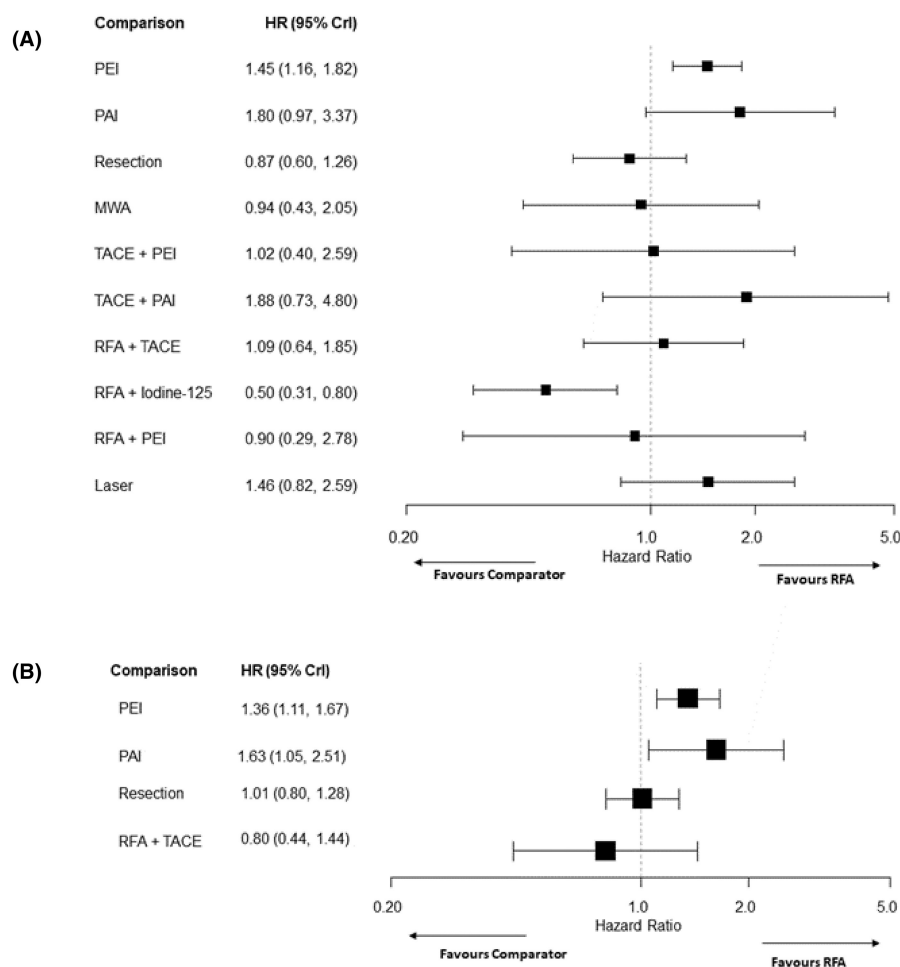 (A)
Comparison HR (95% Crl)
PEI 1.45 (1.16, 1.82)
PAI 1.80 (0.97, 3.37)
Resection 0.87 (0.60, 1.26)
MWA 0.94 (0.43, 2.05)
TACE + PEI 1.02 (0.40, 2.59)
TACE + PAI 1.88 (0.73, 4.80)
RFA + TACE 1.09 (0.64, 1.85)
RFA + Iodine-125 0.50 (0.31, 0.80)
RFA + PEI 0.90 (0.29, 2.78)
Laser 1.46 (0.82, 2.59)
0.20 1.0 2.0 5.0
Hazard Ratio
Favours Comparator Favours RFA
(B)
Comparison HR (95% Crl)
PEI 1.36 (1.11, 1.67)
PAI 1.63 (1.05, 2.51)
Resection 1.01 (0.80, 1.28)
RFA + TACE 0.80 (0.44, 1.44)
0.20 1.0 2.0 5.0
Hazard Ratio
Favours Comparator Favours RFA